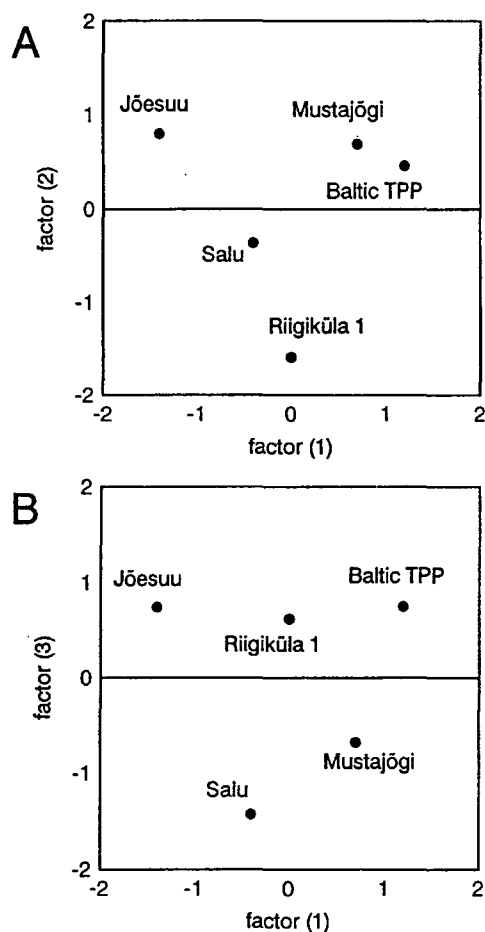 A
2
Jõesuu
Mustajõgi
1
Baltic TPP
factor (2)
0
Salu
-1
Riigiküla 1
-2
-2 -1 0 1 2
factor (1)
B
2
Jõesuu
Baltic TPP
1
Riigiküla 1
factor (3)
0
Mustajõgi
-1
Salu
-2
-2 -1 0 1 2
factor (1)